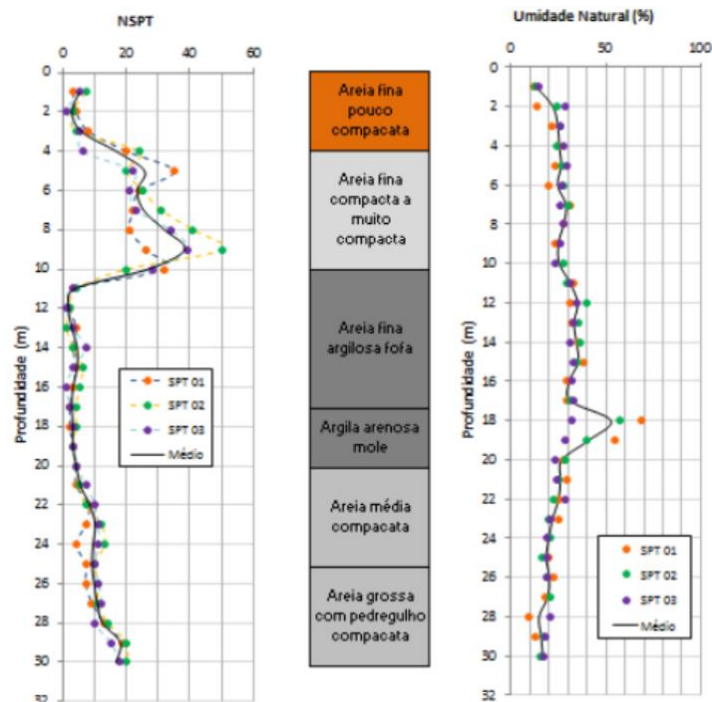 NSPT
0 20 40 60
0
2
4
6
8
10
12
14
16
18
20
22
24
26
28
30
32
Profundidade (m)
SPT 01
SPT 02
SPT 03
Médio
Areia fina
pouco
compacata
Areia fina
compacta a
muito
compacta
Areia fina
argilosa fofa
Argila arenosa
mole
Areia média
compacata
Areia grossa
com pedregulho
compacata
Umidade Natural (%)
0 50 100
0
2
4
6
8
10
12
14
16
18
20
22
24
26
28
30
32
Profundidade (m)
SPT 01
SPT 02
SPT 03
Médio